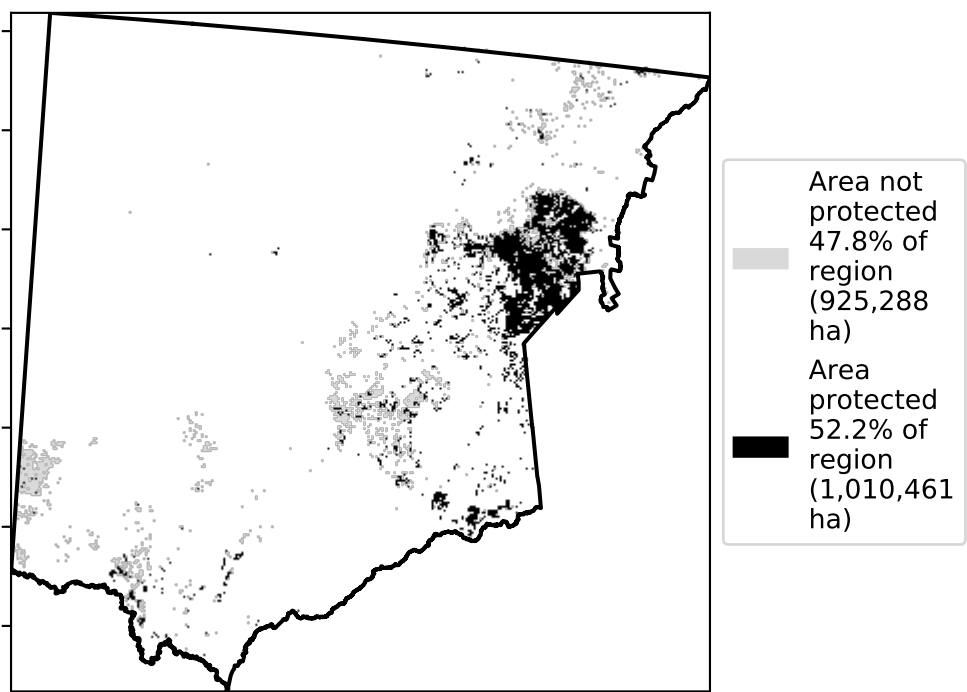 Area not
protected
47.8% of
region
(925,288
ha)
Area
protected
52.2% of
region
(1,010,461
ha)